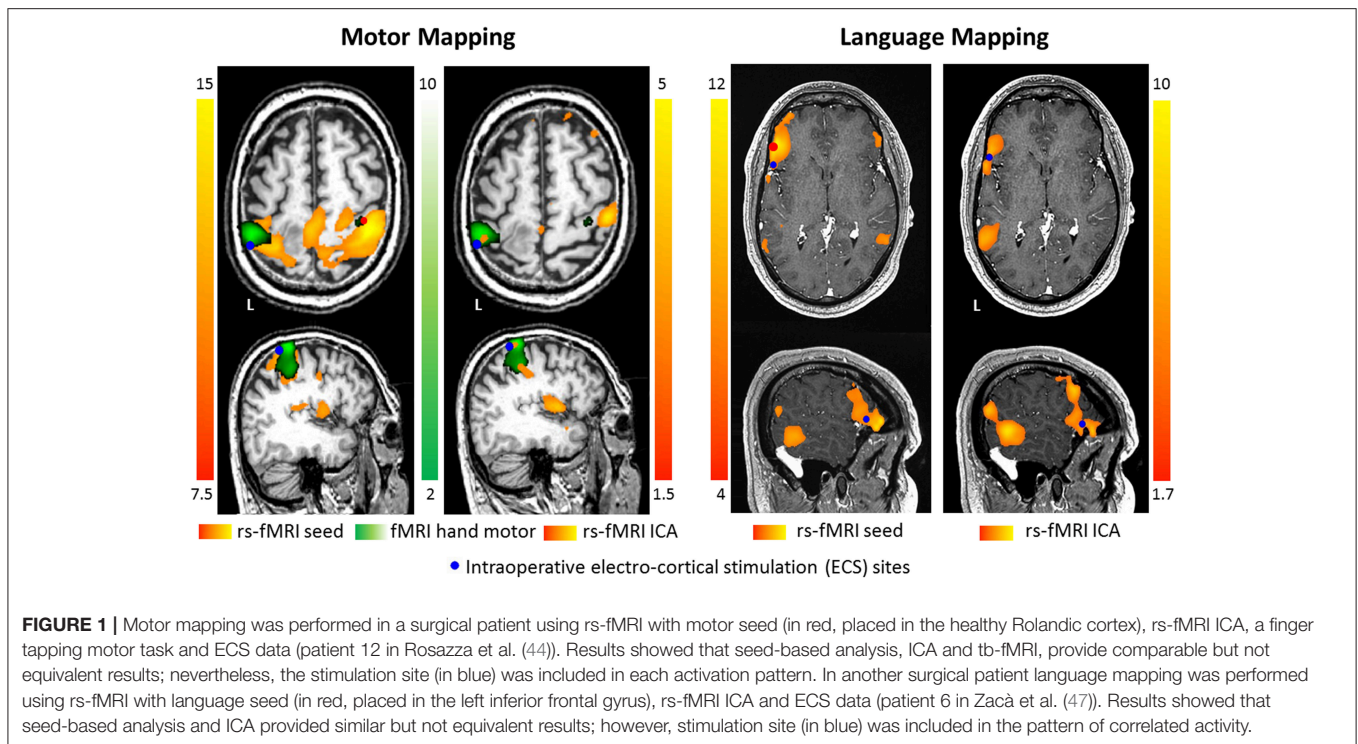 Motor Mapping
Language Mapping
15
10
5
12
10
L
L
7.5
2
1.5
4
1.7
rs-fMRI seed
fMRI hand motor
rs-fMRI ICA
rs-fMRI seed
rs-fMRI ICA
Intraoperative electro-cortical stimulation (ECS) sites
FIGURE 1 | Motor mapping was performed in a surgical patient using rs-fMRI with motor seed (in red, placed in the healthy Rolandic cortex), rs-fMRI ICA, a finger
tapping motor task and ECS data (patient 12 in Rosazza et al. (44)). Results showed that seed-based analysis, ICA and tb-fMRI, provide comparable but not
equivalent results; nevertheless, the stimulation site (in blue) was included in each activation pattern. In another surgical patient language mapping was performed
using rs-fMRI with language seed (in red, placed in the left inferior frontal gyrus), rs-fMRI ICA and ECS data (patient 6 in Zacà et al. (47)). Results showed that
seed-based analysis and ICA provided similar but not equivalent results; however, stimulation site (in blue) was included in the pattern of correlated activity.